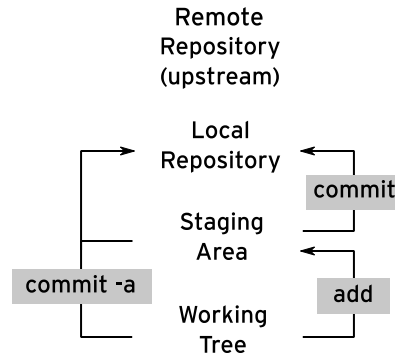 Remote
Repository
(upstream)
Local
Repository
commit
Staging
Area
commit -a
add
Working
Tree